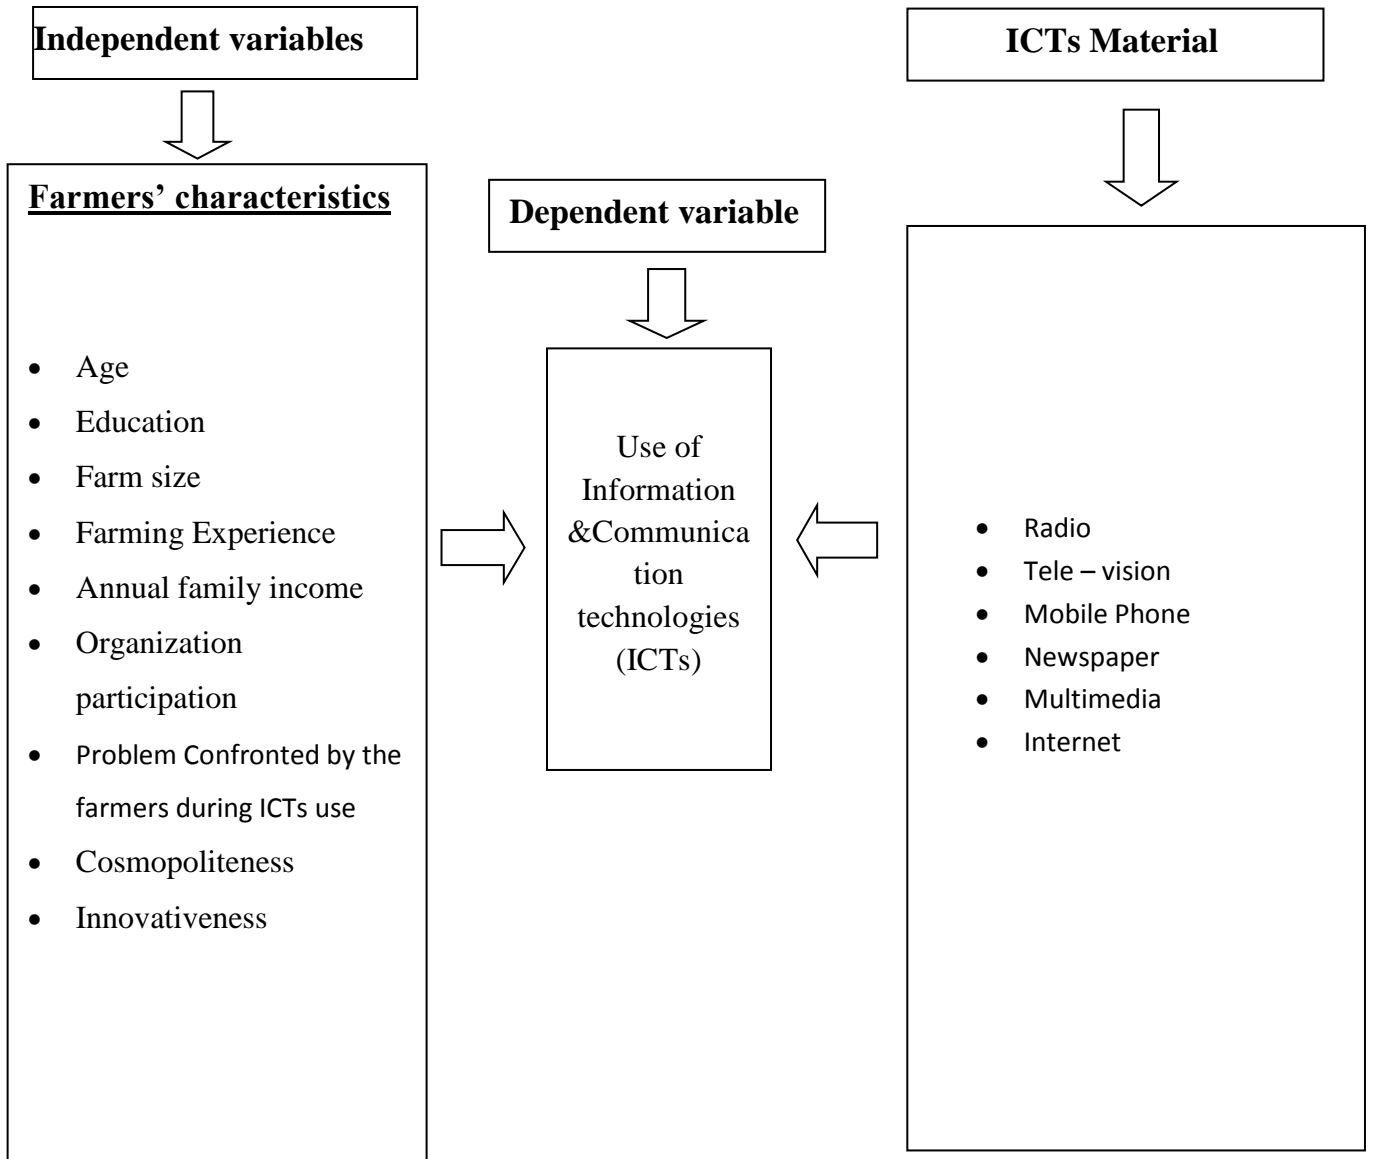 Independent variables
Farmers’ characteristics
• Age
• Education
• Farm size
• Farming Experience
• Annual family income
• Organization
participation
• Problem Confronted by the
farmers during ICTs use
• Cosmopoliteness
• Innovativeness
Dependent variable
Use of
Information
&Communica
tion
technologies
(ICTs)
ICTs Material
• Radio
• Tele – vision
• Mobile Phone
• Newspaper
• Multimedia
• Internet